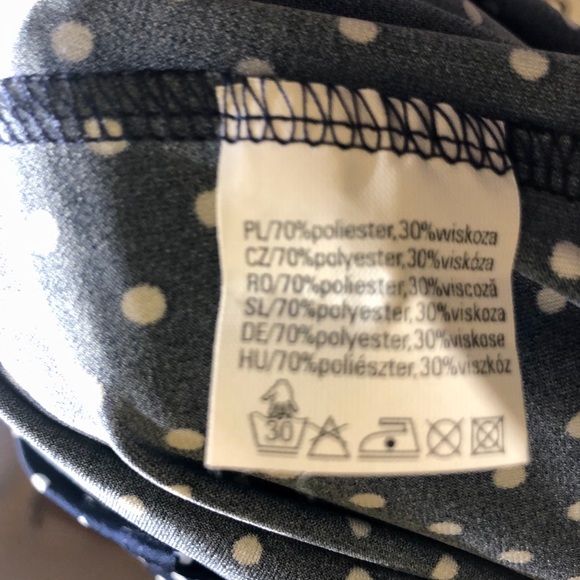 PL/70%poliester,30%wiskoza
CZ/70%polyester,30%viskóza
RO/70%poliester,30%viscoză
SL/70%poliester,30%viskoza
DE/70%polyester,30%viskose
HU/70%poliészter,30%viszkóz
30